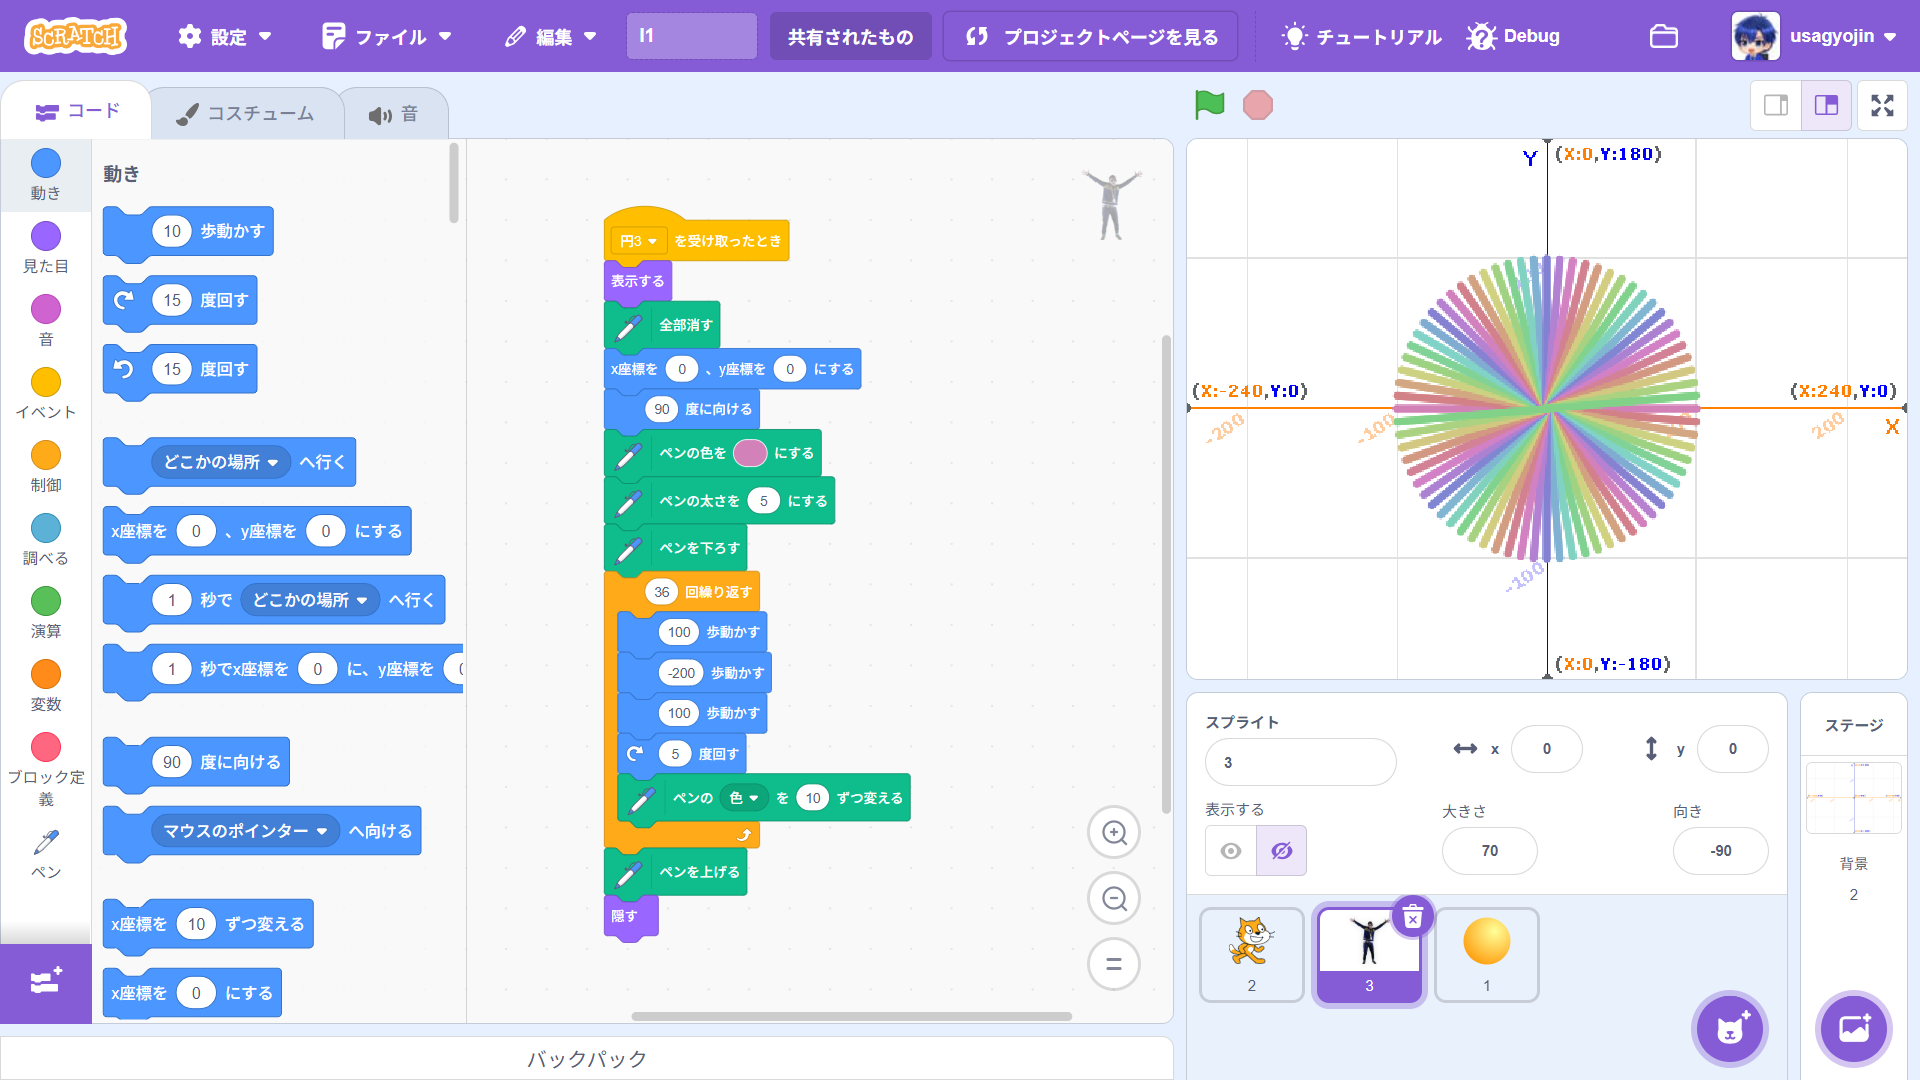 SCRATCH 設定 ファイル 編集 l1 共有されたもの プロジェクトページを見る チュートリアル Debug usagyojin
コード コスチューム 音
動き
見た目
音
イベント
制御
調べる
演算
変数
ブロック定
義
ペン
動き
10 歩動かす
15 度回す
15 度回す
どこかの場所 へ行く
x座標を 0 、y座標を 0 にする
1 秒で どこかの場所 へ行く
1 秒でx座標を 0 に、y座標を 0
90 度に向ける
マウスのポインター へ向ける
x座標を 10 ずつ変える
x座標を 0 にする
円3 を受け取ったとき
表示する
全部消す
x座標を 0 、y座標を 0 にする
90 度に向ける
ペンの色を にする
ペンの太さを 5 にする
ペンを下ろす
36 回繰り返す
100 歩動かす
-200 歩動かす
100 歩動かす
5 度回す
ペンの 色 を 10 ずつ変える
ペンを上げる
隠す
バックパック
Y (X:0,Y:180)
(X:-240,Y:0) (X:240,Y:0)
-200 -100 200 X
-100
(X:0,Y:-180)
スプライト
3
x 0
y 0
表示する
大きさ
70
向き
-90
2
3
1
ステージ
背景
2